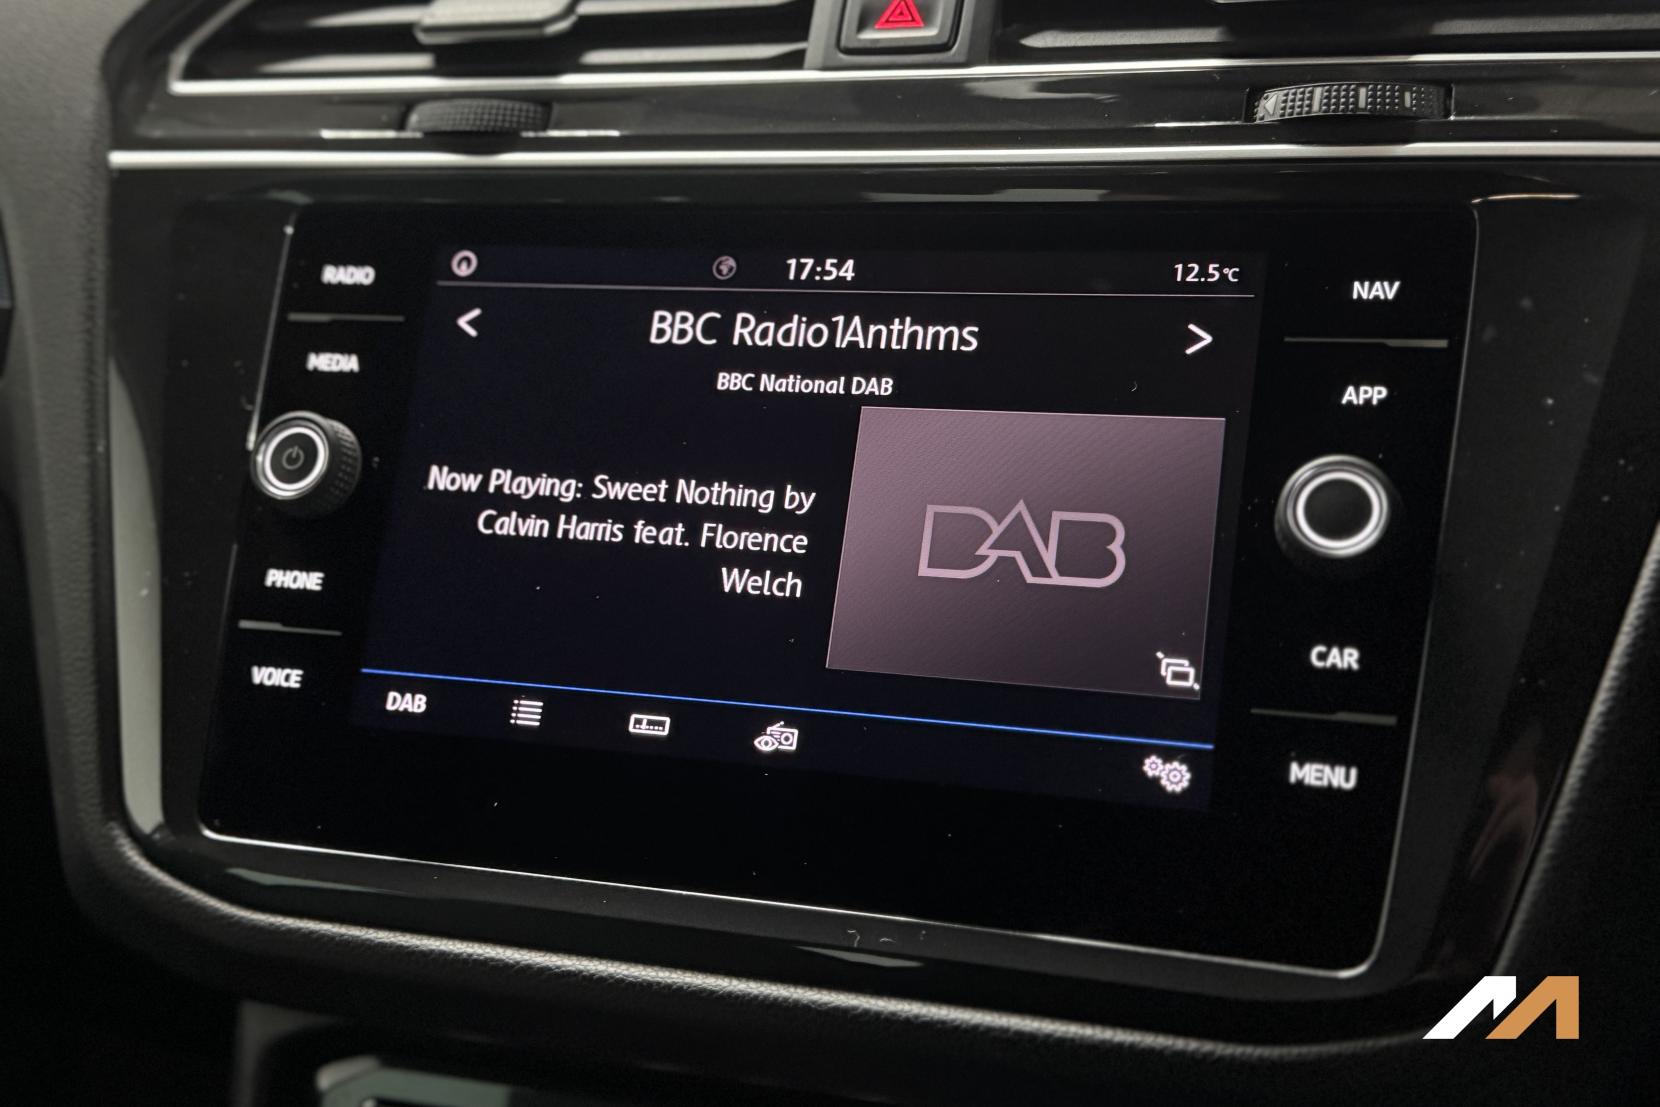 RADIO
MEDIA
PHONE
VOICE
17:54
12.5°C
< BBC Radio1Anthms >
BBC National DAB
Now Playing: Sweet Nothing by
Calvin Harris feat. Florence
Welch
DAB
DAB
NAV
APP
CAR
MENU